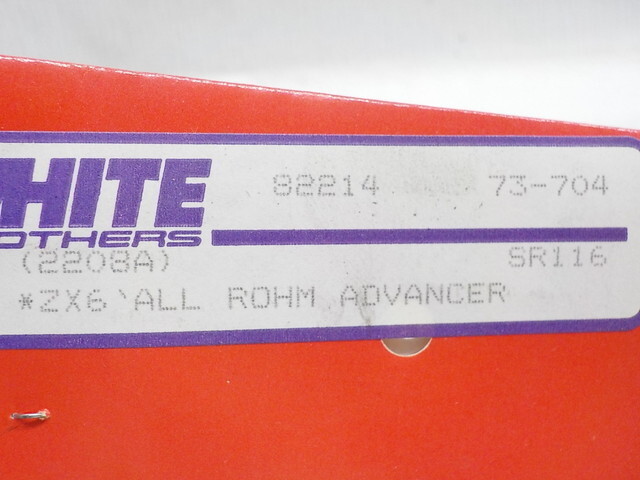 HITE 82214 73-704
OTHERS
(2208A) SR116
*ZX6'ALL ROHM ADVANCER